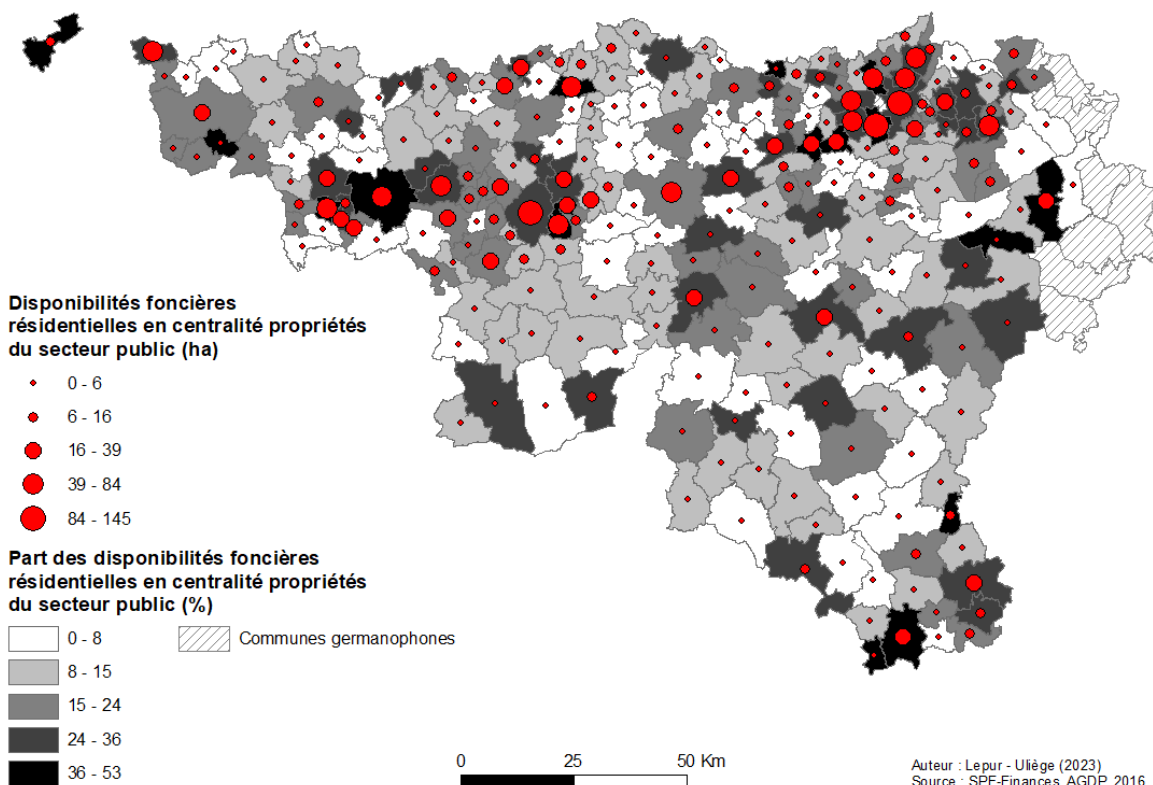 Disponibilités foncières
résidentielles en centralité propriétés
du secteur public (ha)
0 - 6
6 - 16
16 - 39
39 - 84
84 - 145
Part des disponibilités foncières
résidentielles en centralité propriétés
du secteur public (%)
0 - 8
Communes germanophones
8 - 15
15 - 24
24 - 36
36 - 53
0 25 50 Km
Auteur : Lepur - Uliège (2023)
Source : SPF-Finances, AGDP, 2016